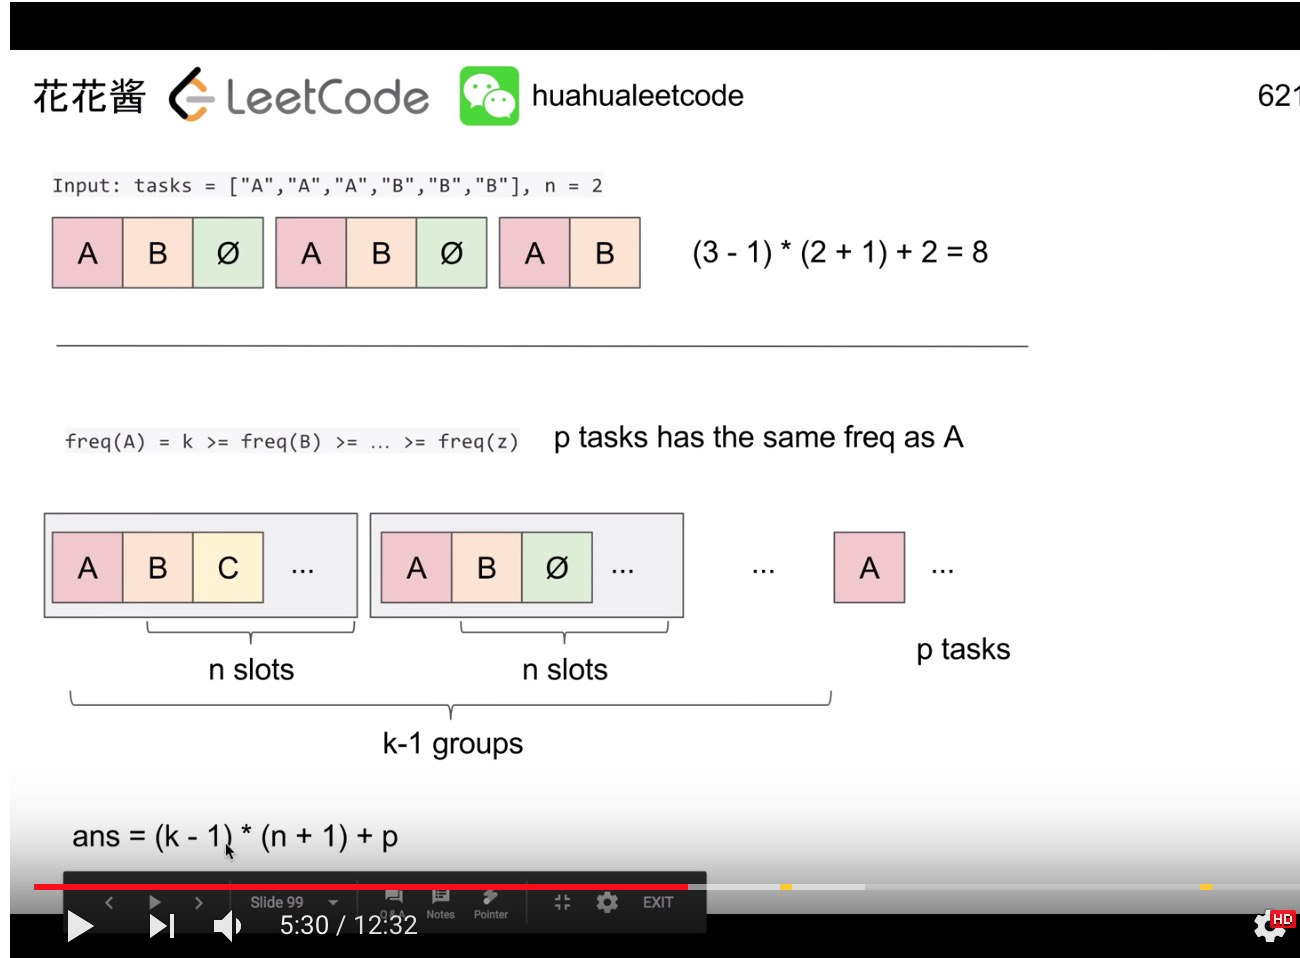 花花酱 LeetCode huahualeetcode 621
Input: tasks = ["A","A","A","B","B","B"], n = 2
A B Ø A B Ø A B (3 - 1) * (2 + 1) + 2 = 8
freq(A) = k >= freq(B) >= … >= freq(z) p tasks has the same freq as A
A B C ... A B Ø ... ... A ...
n slots n slots p tasks
k-1 groups
ans = (k - 1) * (n + 1) + p
Slide 99 Q&A Notes Pointer EXIT
5:30 / 12:32 HD